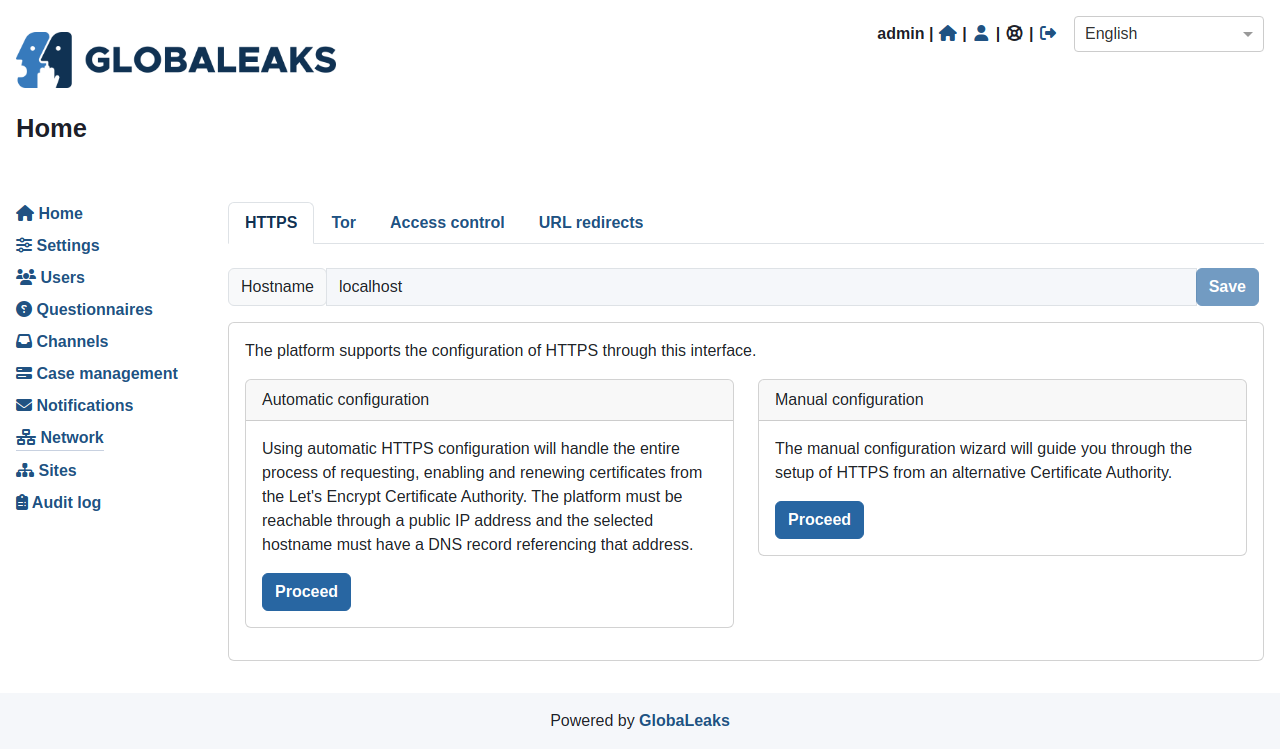 GLOBALEAKS
admin | | | |
English
Home
Home
Settings
Users
Questionnaires
Channels
Case management
Notifications
Network
Sites
Audit log
HTTPS Tor Access control URL redirects
Hostname localhost Save
The platform supports the configuration of HTTPS through this interface.
Automatic configuration
Using automatic HTTPS configuration will handle the entire
process of requesting, enabling and renewing certificates from
the Let's Encrypt Certificate Authority. The platform must be
reachable through a public IP address and the selected
hostname must have a DNS record referencing that address.
Proceed
Manual configuration
The manual configuration wizard will guide you through the
setup of HTTPS from an alternative Certificate Authority.
Proceed
Powered by GlobaLeaks